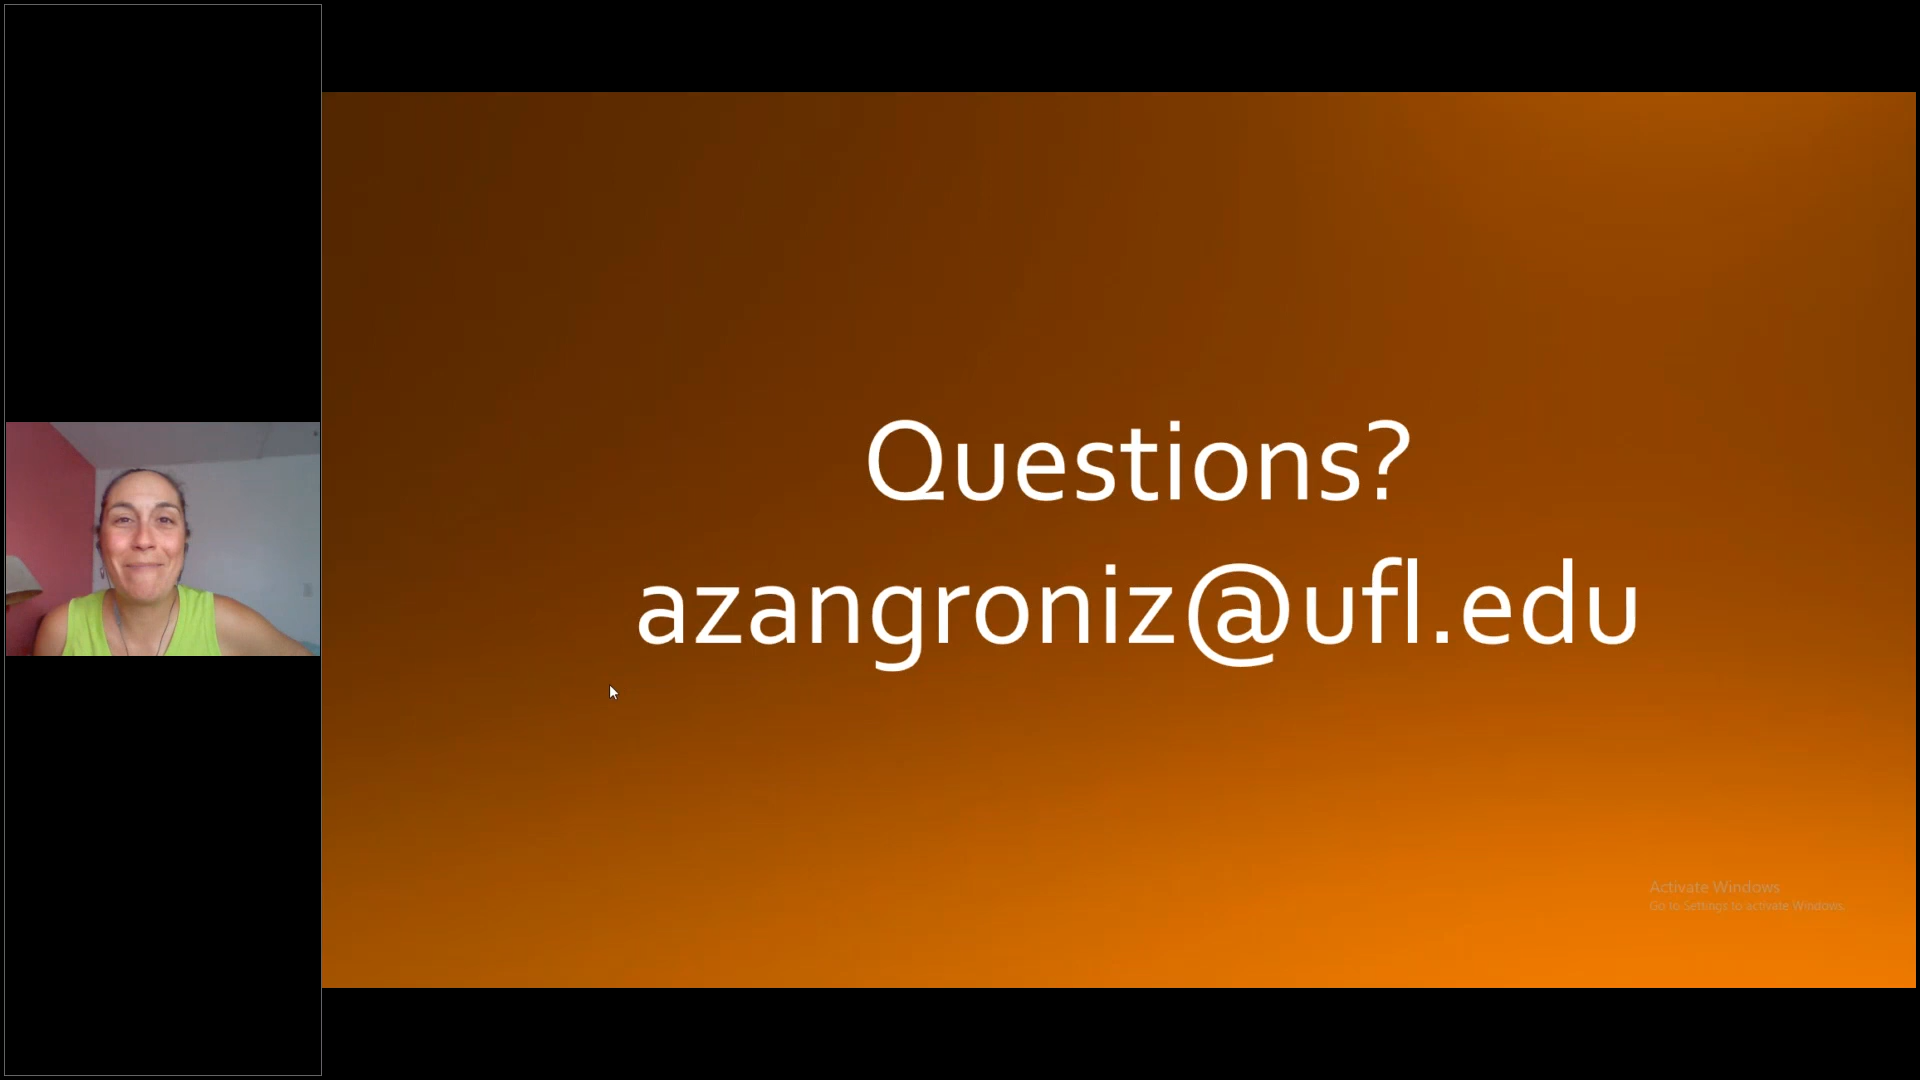 Questions?
azangroniz@ufl.edu
Activate Windows
Go to Settings to activate Windows.